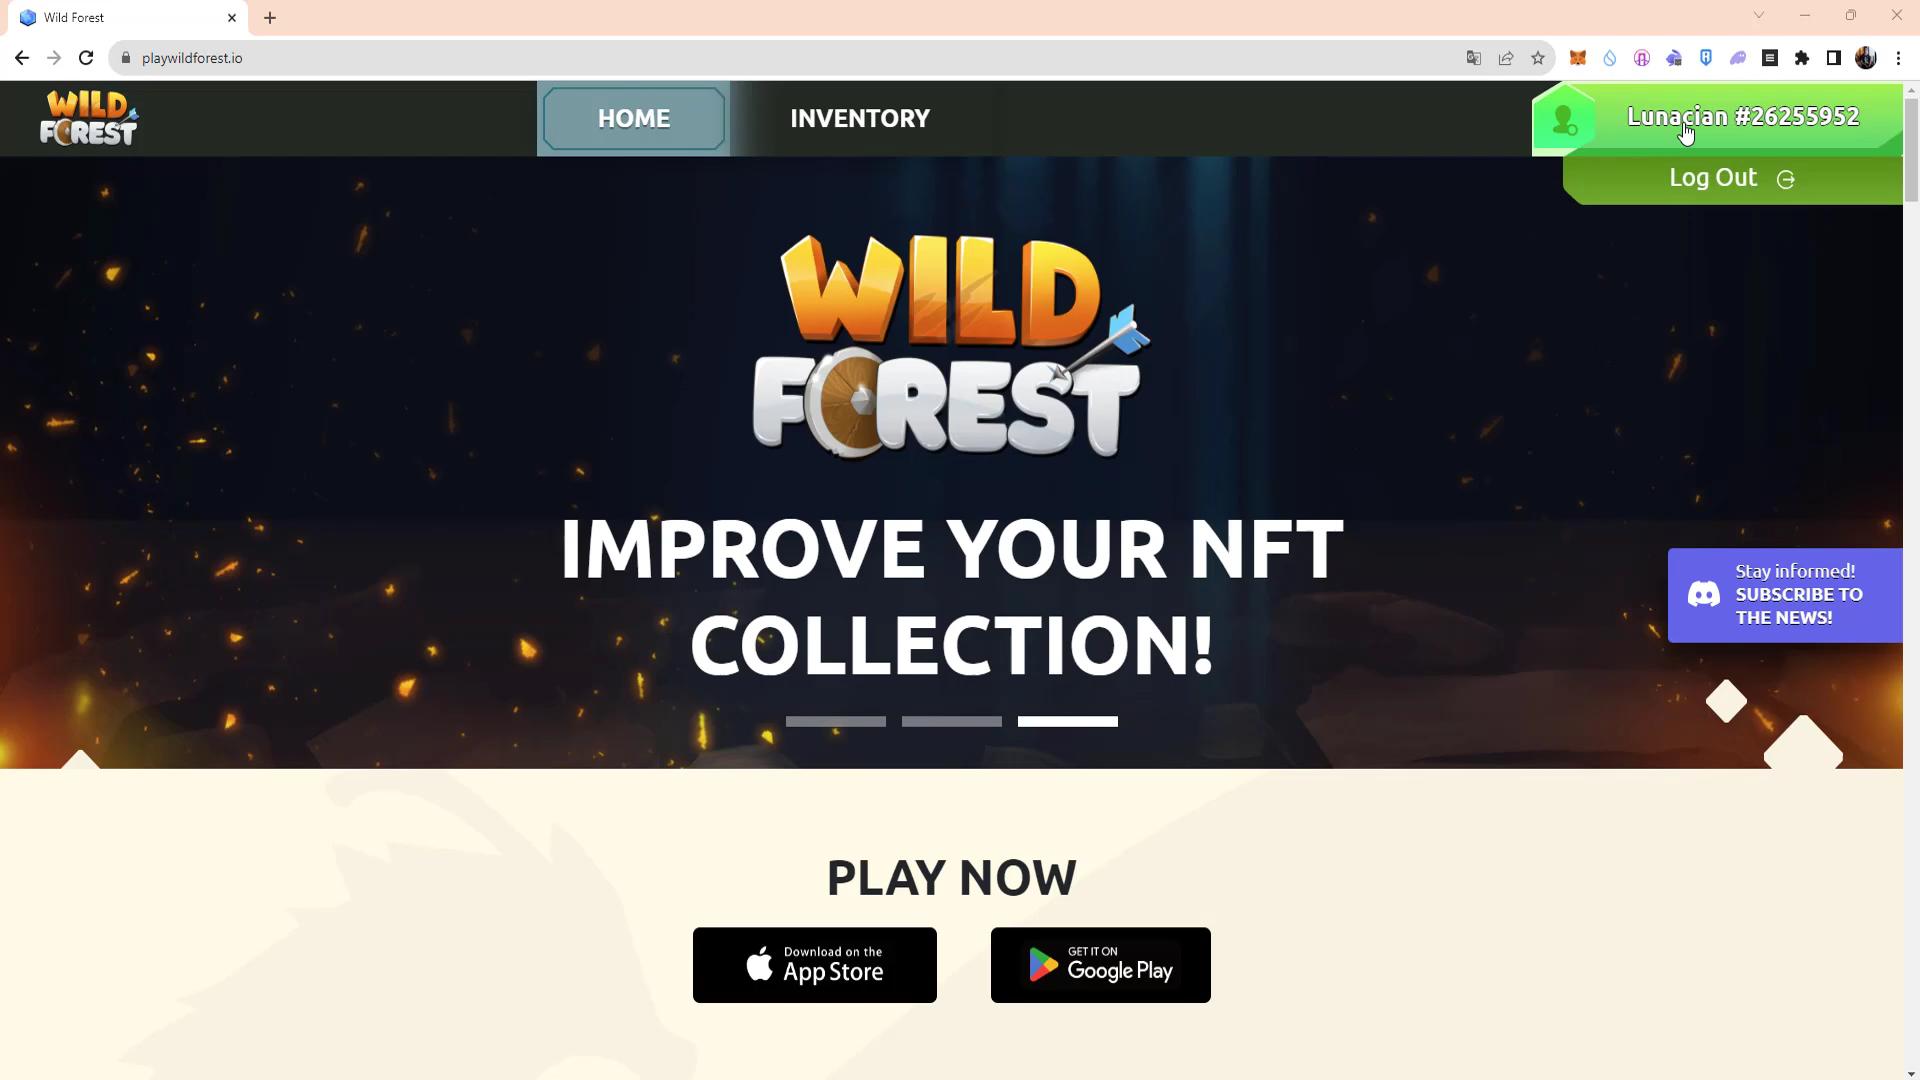 Wild Forest
playwildforest.io
WILD
FOREST
HOME
INVENTORY
Lunacian #26255952
Log Out
WILD
FOREST
IMPROVE YOUR NFT
COLLECTION!
Stay informed!
SUBSCRIBE TO
THE NEWS!
PLAY NOW
Download on the
App Store
GET IT ON
Google Play